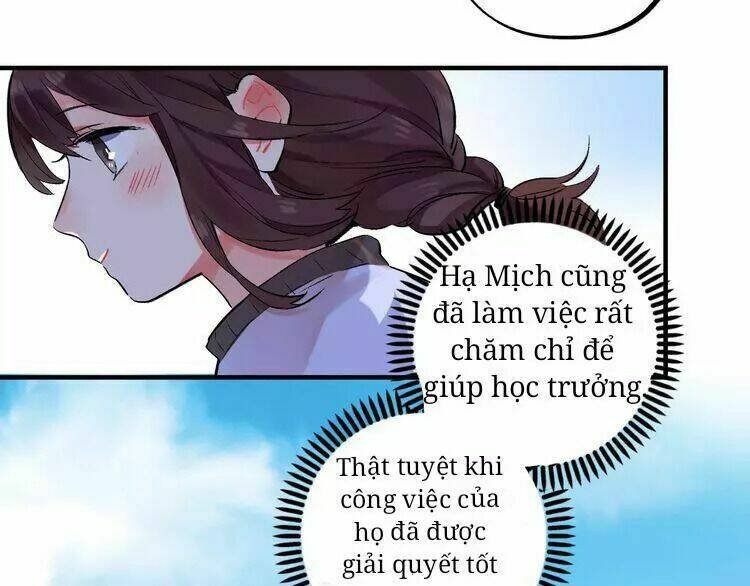 Hạ Mịch cũng
đã làm việc rất
chăm chỉ để
giúp học trưởng
Thật tuyệt khi
công việc của
họ đã được
giải quyết tốt